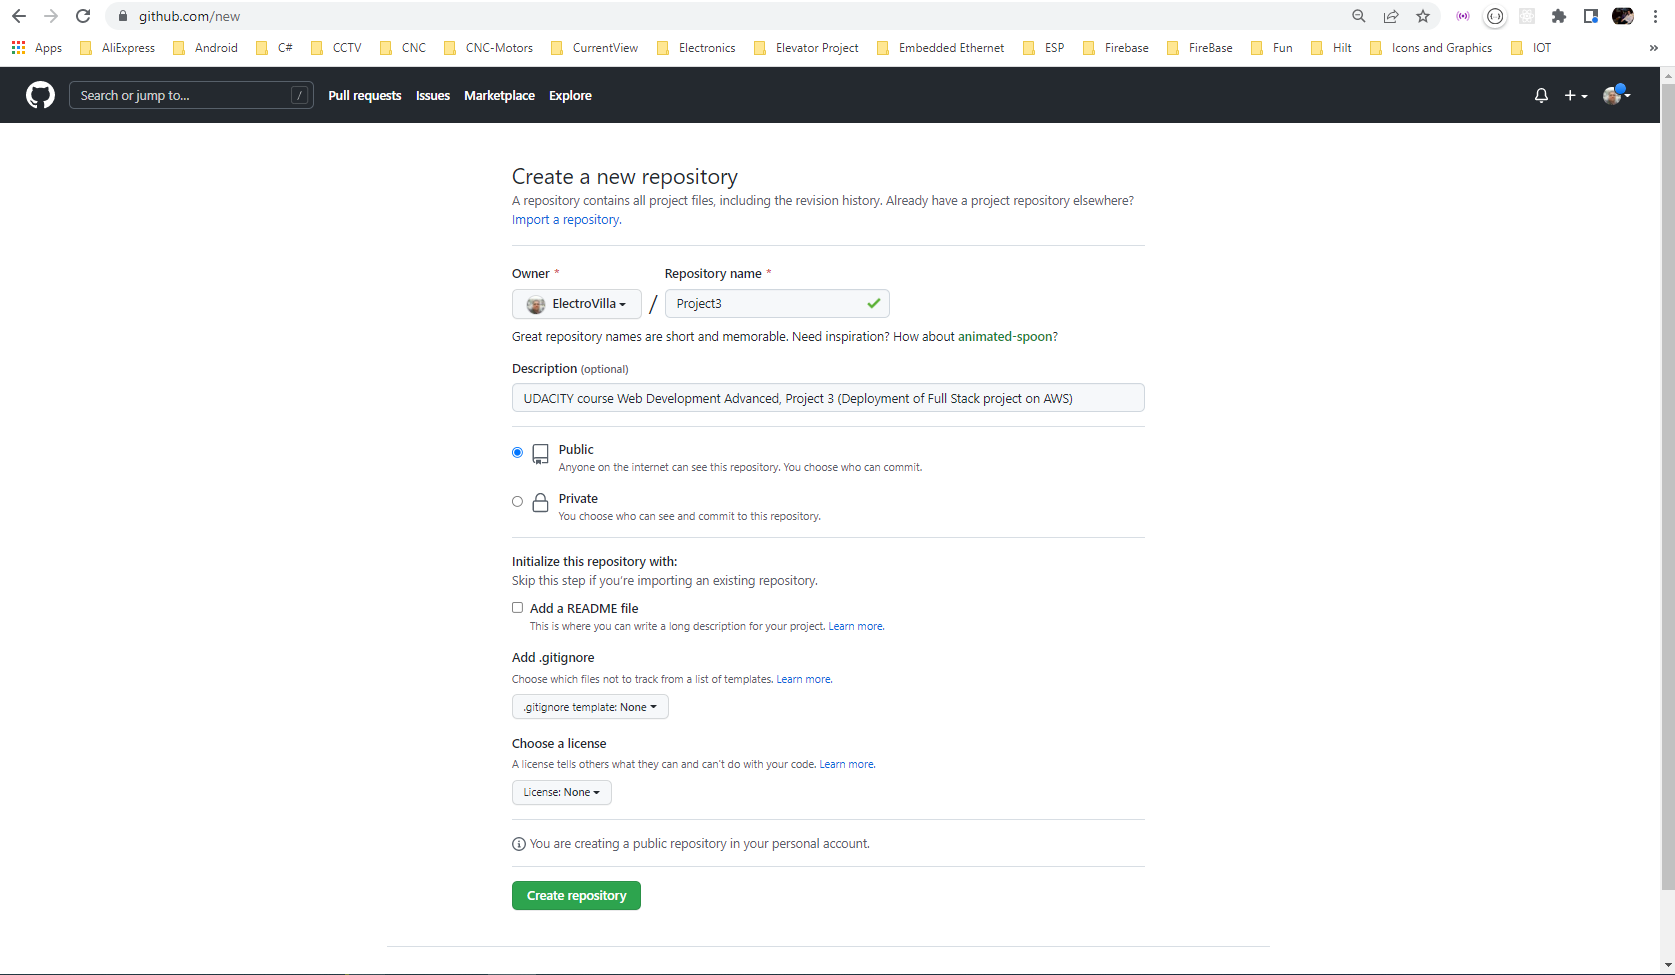 github.com/new
Apps AliExpress Android C# CCTV CNC CNC-Motors CurrentView Electronics Elevator Project Embedded Ethernet ESP Firebase FireBase Fun Hilt Icons and Graphics IOT »
Search or jump to... / Pull requests Issues Marketplace Explore
Create a new repository
A repository contains all project files, including the revision history. Already have a project repository elsewhere?
Import a repository.
Owner * Repository name *
ElectroVilla / Project3
Great repository names are short and memorable. Need inspiration? How about animated-spoon?
Description (optional)
UDACITY course Web Development Advanced, Project 3 (Deployment of Full Stack project on AWS)
Public
Anyone on the internet can see this repository. You choose who can commit.
Private
You choose who can see and commit to this repository.
Initialize this repository with:
Skip this step if you're importing an existing repository.
Add a README file
This is where you can write a long description for your project. Learn more.
Add .gitignore
Choose which files not to track from a list of templates. Learn more.
.gitignore template: None
Choose a license
A license tells others what they can and can't do with your code. Learn more.
License: None
You are creating a public repository in your personal account.
Create repository